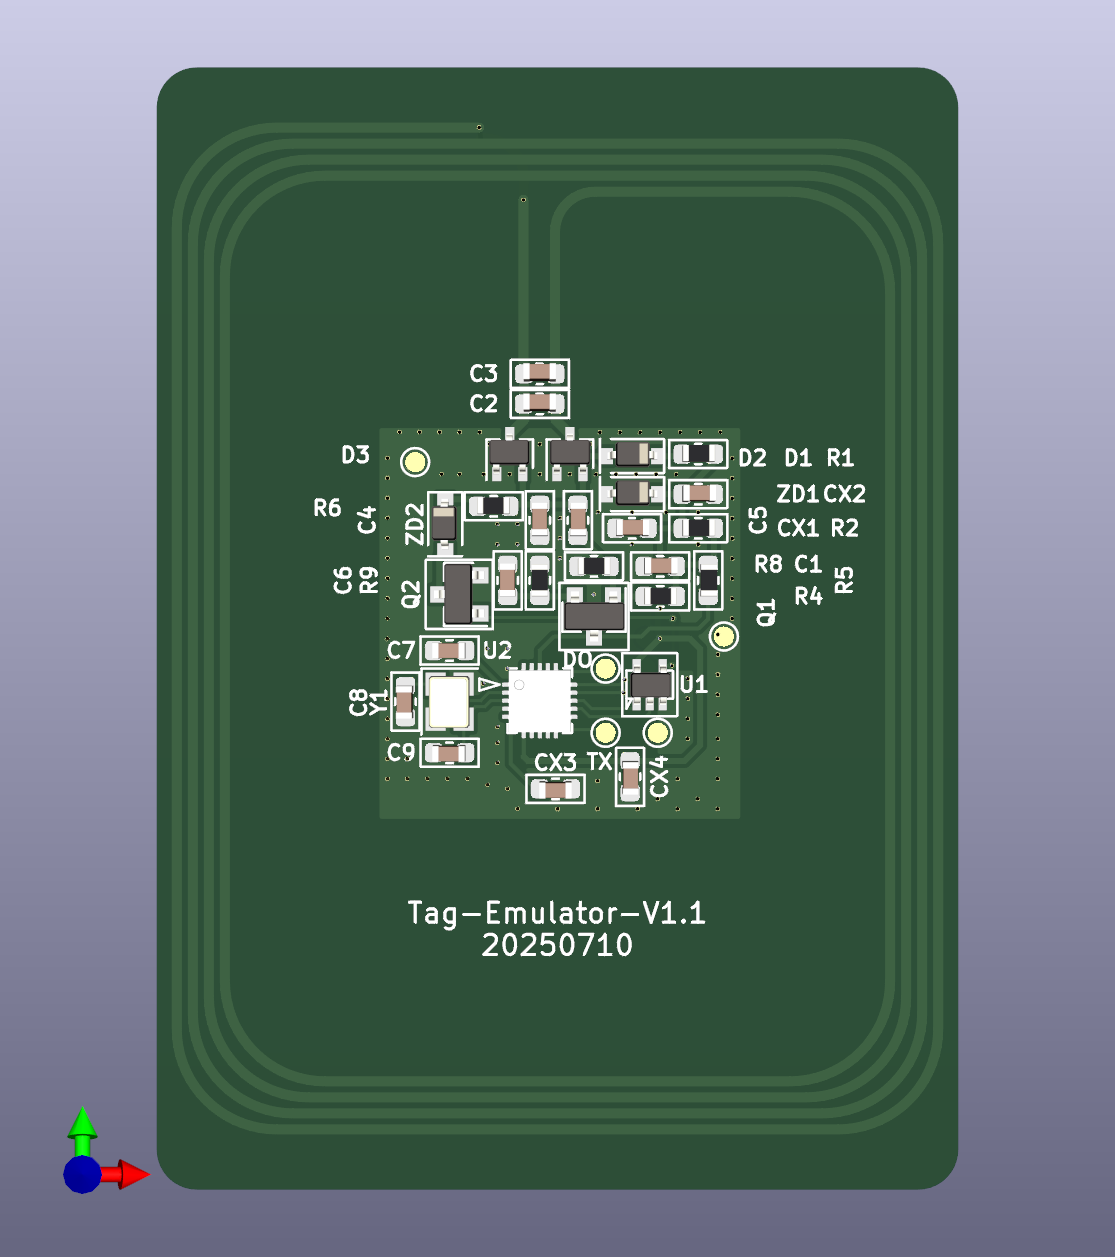 C3
C2
D3
D2 D1 R1
ZD1 CX2
R6
C4
ZD2
C5
CX1 R2
R8 C1
C6
R9
Q2
R5
R4
Q1
C7
U2
DO
U1
C8
Y1
C9
CX3 TX
CX4
Tag-Emulator-V1.1
20250710